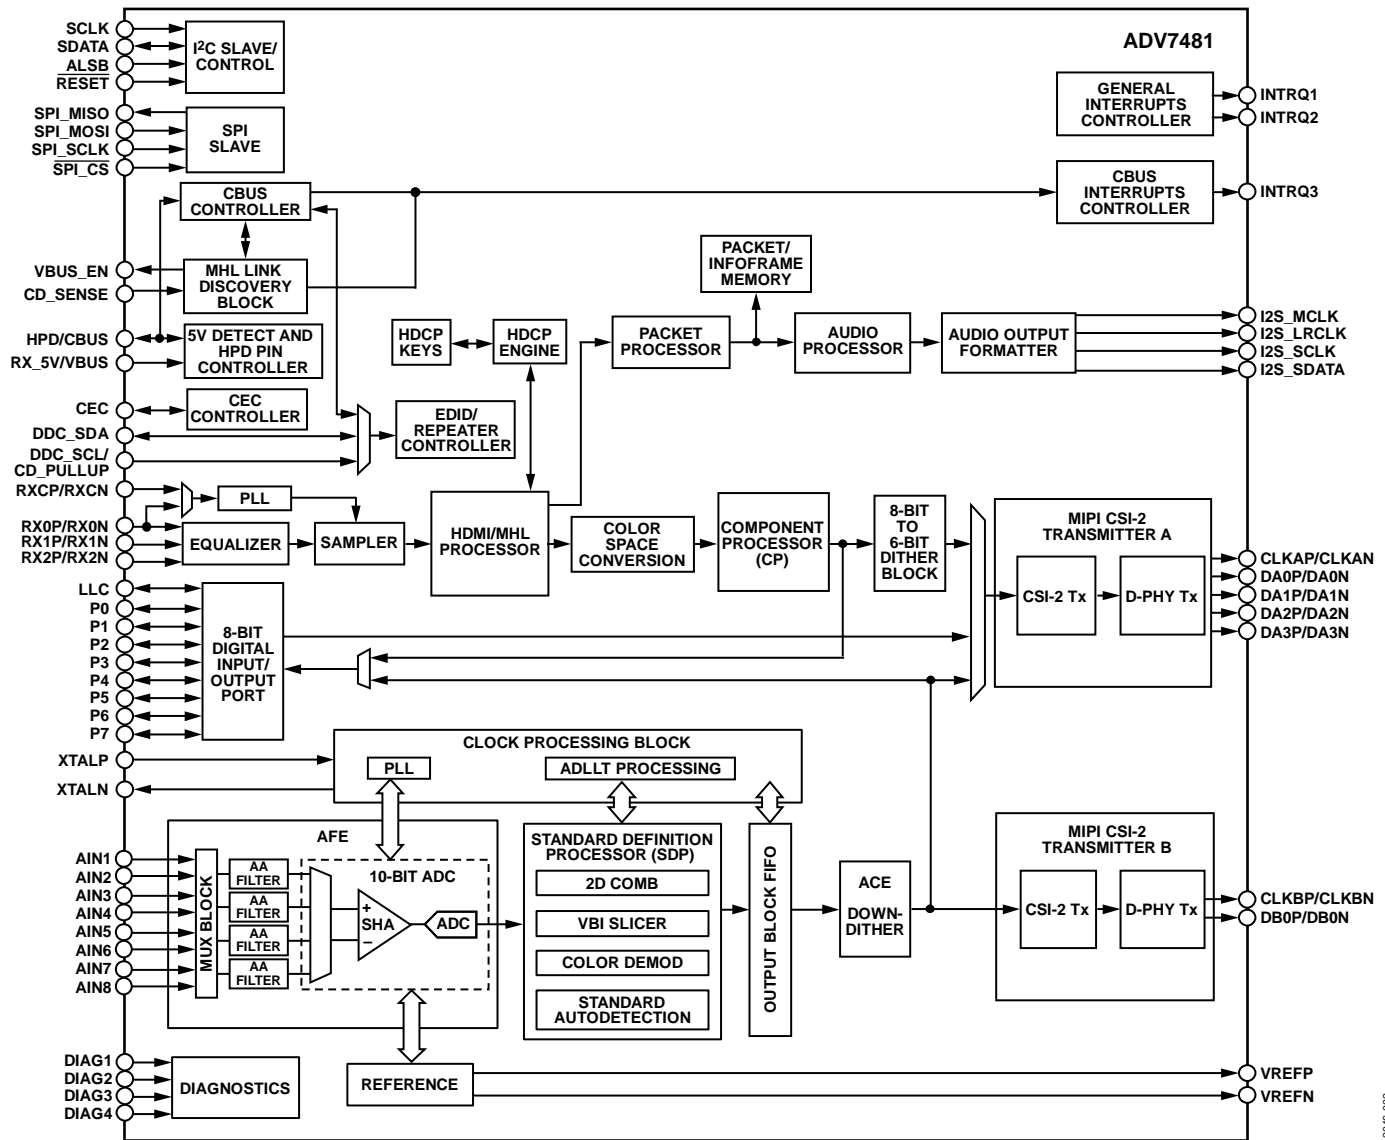 ADV7481
SCLK
SDATA
ALSB
RESET
I²C SLAVE/
CONTROL
SPI_MISO
SPI_MOSI
SPI_SCLK
SPI_CS
SPI
SLAVE
GENERAL
INTERRUPTS
CONTROLLER
INTRQ1
INTRQ2
CBUS
CONTROLLER
CBUS
INTERRUPTS
CONTROLLER
INTRQ3
VBUS_EN
CD_SENSE
MHL LINK
DISCOVERY
BLOCK
PACKET/
INFOFRAME
MEMORY
HPD/CBUS
RX_5V/VBUS
5V DETECT AND
HPD PIN
CONTROLLER
HDCP
KEYS
HDCP
ENGINE
PACKET
PROCESSOR
AUDIO
PROCESSOR
AUDIO OUTPUT
FORMATTER
I2S_MCLK
I2S_LRCLK
I2S_SCLK
I2S_SDATA
CEC
CEC
CONTROLLER
DDC_SDA
DDC_SCL/
CD_PULLUP
EDID/
REPEATER
CONTROLLER
RXCP/RXCN
RX0P/RX0N
RX1P/RX1N
RX2P/RX2N
PLL
EQUALIZER
SAMPLER
HDMI/MHL
PROCESSOR
COLOR
SPACE
CONVERSION
COMPONENT
PROCESSOR
(CP)
8-BIT
TO
6-BIT
DITHER
BLOCK
MIPI CSI-2
TRANSMITTER A
CSI-2 Tx
D-PHY Tx
CLKAP/CLKAN
DA0P/DA0N
DA1P/DA1N
DA2P/DA2N
DA3P/DA3N
LLC
P0
P1
P2
P3
P4
P5
P6
P7
8-BIT
DIGITAL
INPUT/
OUTPUT
PORT
XTALP
XTALN
CLOCK PROCESSING BLOCK
PLL
ADLLT PROCESSING
AFE
AIN1
AIN2
AIN3
AIN4
AIN5
AIN6
AIN7
AIN8
MUX BLOCK
AA
FILTER
AA
FILTER
AA
FILTER
AA
FILTER
10-BIT ADC
+
SHA
−
ADC
STANDARD DEFINITION
PROCESSOR (SDP)
2D COMB
VBI SLICER
COLOR DEMOD
STANDARD
AUTODETECTION
OUTPUT BLOCK FIFO
ACE
DOWN-
DITHER
MIPI CSI-2
TRANSMITTER B
CSI-2 Tx
D-PHY Tx
CLKBP/CLKBN
DB0P/DB0N
DIAG1
DIAG2
DIAG3
DIAG4
DIAGNOSTICS
REFERENCE
VREFP
VREFN